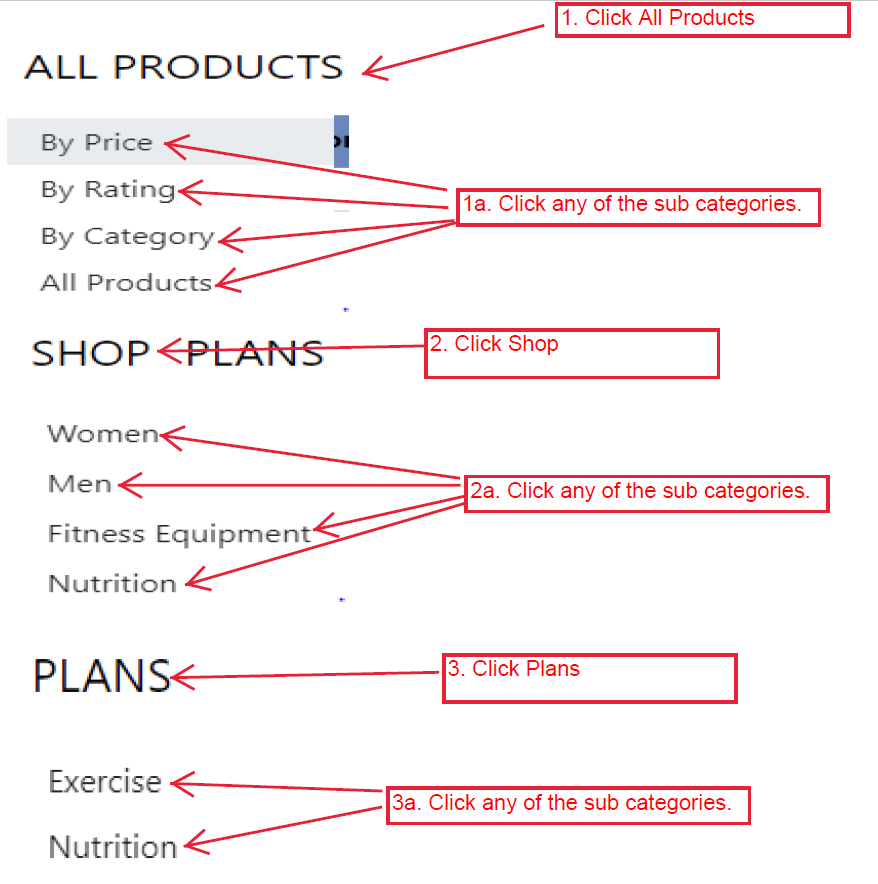 1. Click All Products
ALL PRODUCTS
By Price
By Rating
1a. Click any of the sub categories.
By Category
All Products
SHOP PLANS
2. Click Shop
Women
Men
2a. Click any of the sub categories.
Fitness Equipment
Nutrition
PLANS
3. Click Plans
Exercise
3a. Click any of the sub categories.
Nutrition